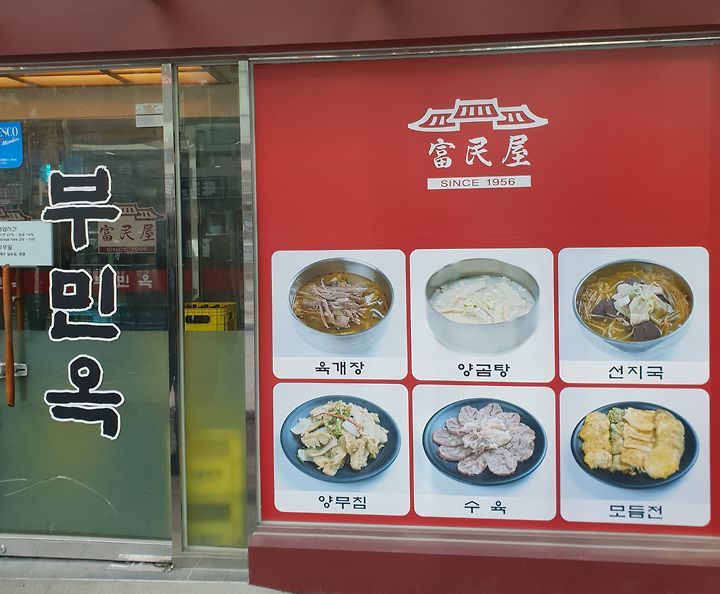 부민옥
富民屋
SINCE 1956
富民屋
SINCE 1956
육개장
양곰탕
선지국
양무침
수육
모듬전